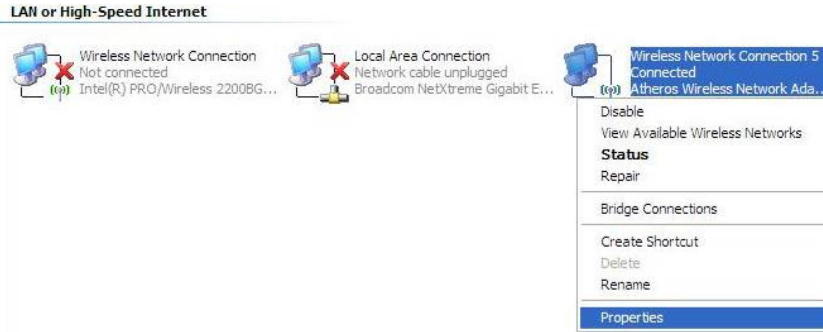 LAN or High-Speed Internet
Wireless Network Connection
Not connected
Intel(R) PRO/Wireless 2200BG...
Local Area Connection
Network cable unplugged
Broadcom NetXtreme Gigabit E...
Wireless Network Connection 5
Connected
Atheros Wireless Network Ada...
Disable
View Available Wireless Networks
Status
Repair
Bridge Connections
Create Shortcut
Delete
Rename
Properties